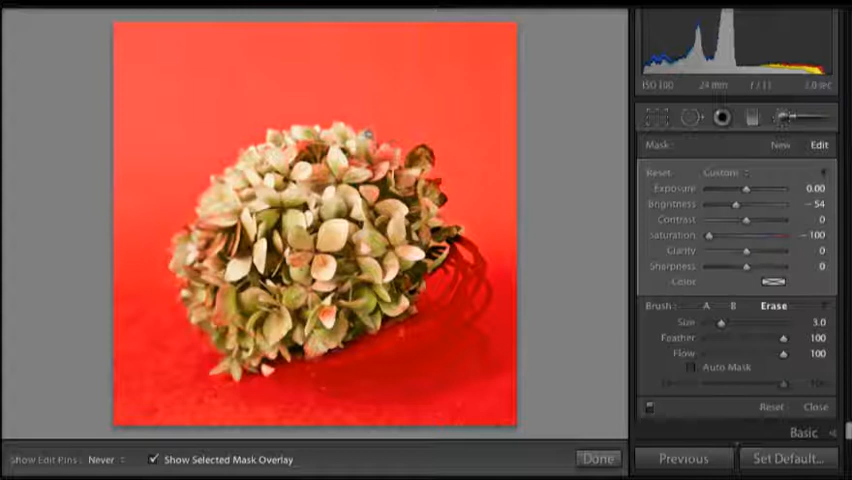 ISO 100 24 mm f / 11 3.0 sec
Mask: New Edit
Reset: Custom
Exposure 0.00
Brightness - 54
Contrast 0
Saturation - 100
Clarity 0
Sharpness 0
Color
Brush: A B Erase
Size 3.0
Feather 100
Flow 100
Auto Mask
Reset Close
Basic
Show Edit Pins: Never
Show Selected Mask Overlay
Done
Previous
Set Default...